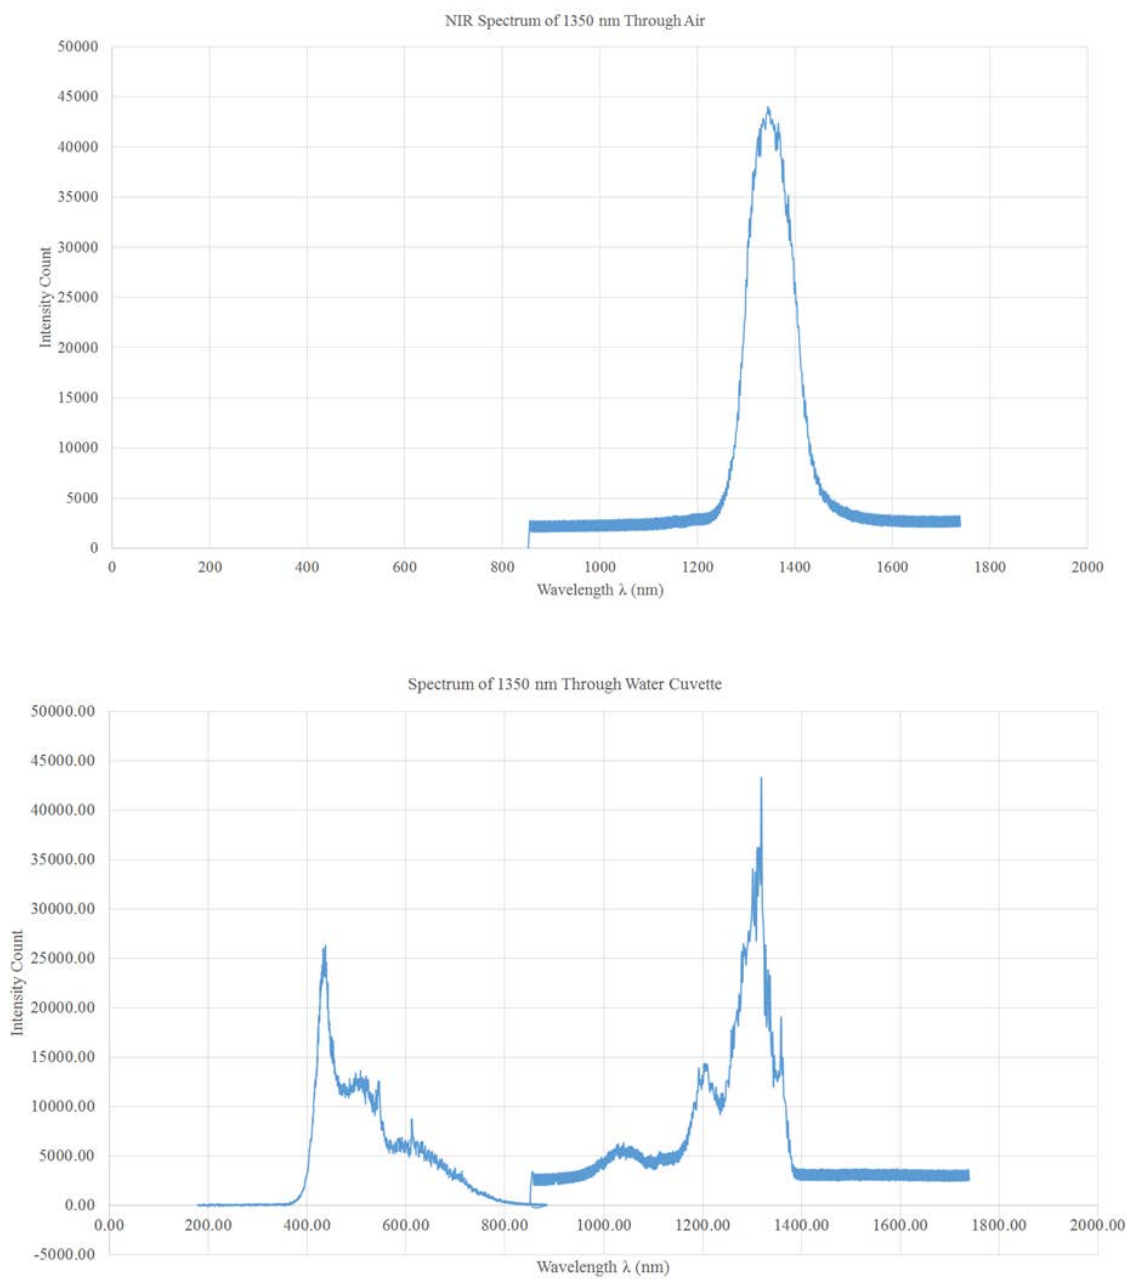 NIR Spectrum of 1350 nm Through Air
50000
45000
40000
35000
30000
25000
20000
15000
10000
5000
0
Intensity Count
0 200 400 600 800 1000 1200 1400 1600 1800 2000
Wavelength λ (nm)
Spectrum of 1350 nm Through Water Cuvette
50000.00
45000.00
40000.00
35000.00
30000.00
25000.00
20000.00
15000.00
10000.00
5000.00
0.00
-5000.00
Intensity Count
0.00 200.00 400.00 600.00 800.00 1000.00 1200.00 1400.00 1600.00 1800.00 2000.00
Wavelength λ (nm)